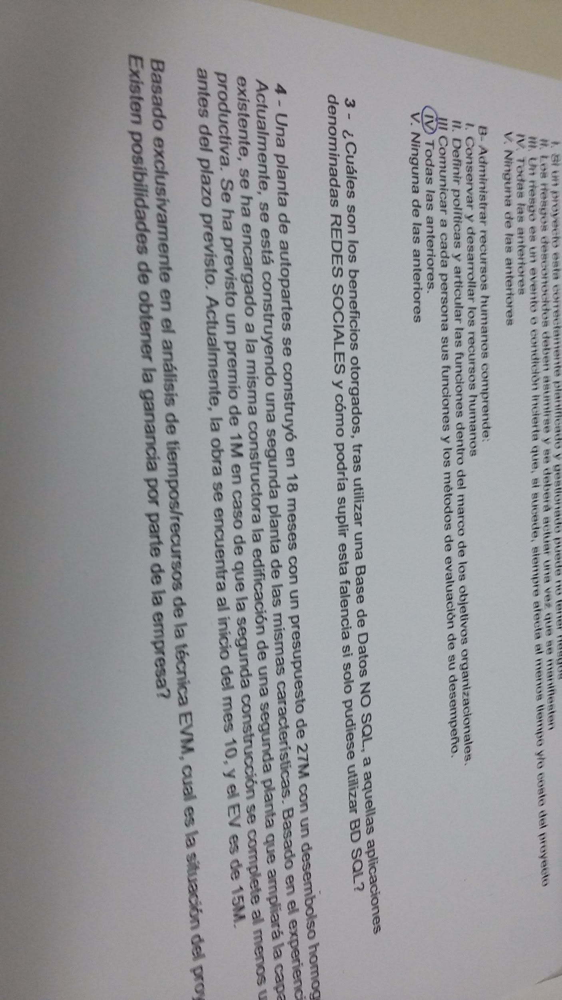 I. Si un proyecto esta correctamente planificado y gestionado puede no tener riesgos
II. Los riesgos desconocidos deben asumirse y se deberá actuar una vez que se manifiesten
III. Un riesgo es un evento o condición incierta que, si sucede, siempre afecta al menos tiempo y/o costo del proyecto
IV. Todas las anteriores
V. Ninguna de las anteriores
B- Administrar recursos humanos comprende:
I. Conservar y desarrollar los recursos humanos
II. Definir políticas y articular las funciones dentro del marco de los objetivos organizacionales.
III Comunicar a cada persona sus funciones y los métodos de evaluación de su desempeño.
IV Todas las anteriores.
V. Ninguna de las anteriores
3 - ¿Cuáles son los beneficios otorgados, tras utilizar una Base de Datos NO SQL, a aquellas aplicaciones
denominadas REDES SOCIALES y cómo podría suplir esta falencia si solo pudiese utilizar BD SQL?
4 - Una planta de autopartes se construyó en 18 meses con un presupuesto de 27M con un desembolso homog
Actualmente, se está construyendo una segunda planta de las mismas características. Basado en el experienci
existente, se ha encargado a la misma constructora la edificación de una segunda planta que ampliará la capa
productiva. Se ha previsto un premio de 1M en caso de que la segunda construcción se complete al menos u
antes del plazo previsto. Actualmente, la obra se encuentra al inicio del mes 10, y el EV es de 15M.
Basado exclusivamente en el análisis de tiempos/recursos de la técnica EVM, cual es la situación del proy
Existen posibilidades de obtener la ganancia por parte de la empresa?